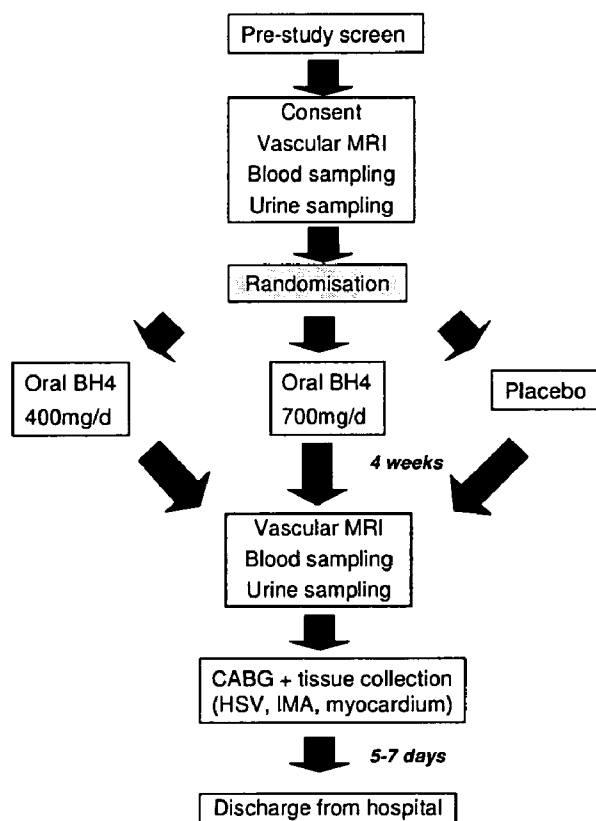 Pre-study screen
Consent
Vascular MRI
Blood sampling
Urine sampling
Randomisation
Oral BH4
400mg/d
Oral BH4
700mg/d
Placebo
4 weeks
Vascular MRI
Blood sampling
Urine sampling
CABG + tissue collection
(HSV, IMA, myocardium)
5-7 days
Discharge from hospital